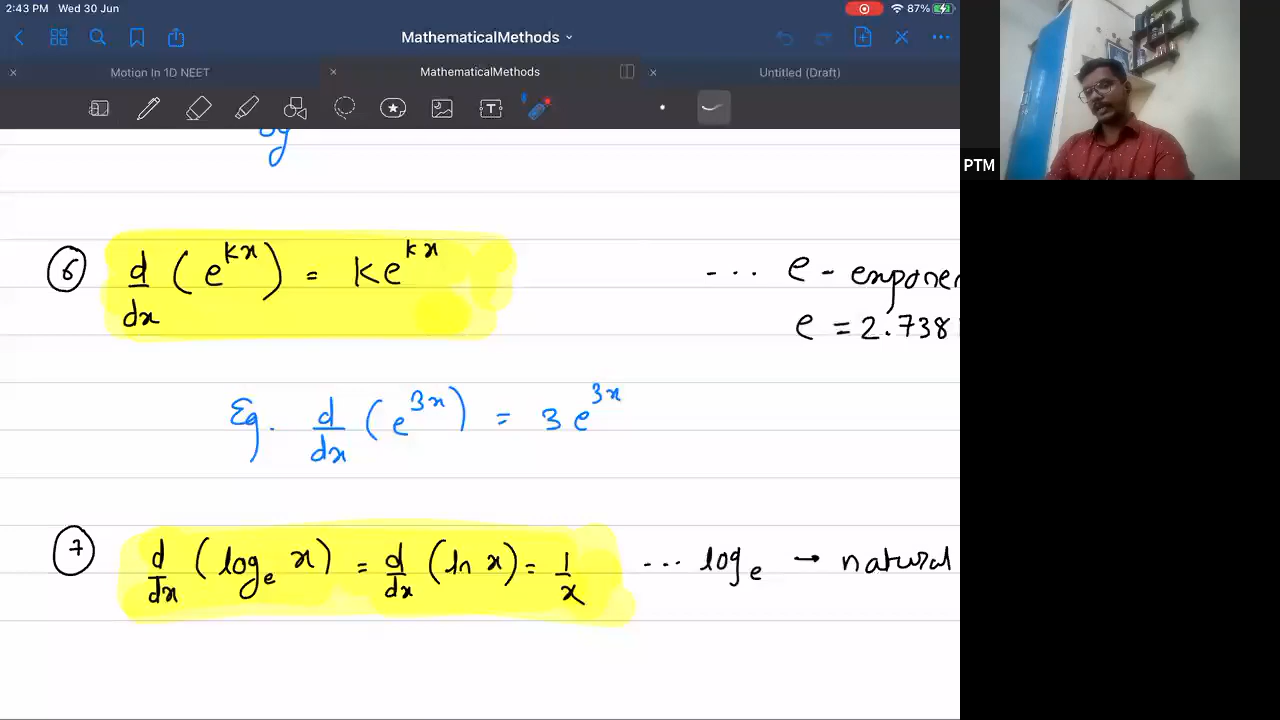 2:43 PM Wed 30 Jun 87%
MathematicalMethods
Motion In 1D NEET MathematicalMethods Untitled (Draft)
PTM
dy
⑥ d/dx (e^{kx}) = ke^{kx} ... e - exponen
e = 2.738
Eg. d/dx (e^{3x}) = 3e^{3x}
⑦ d/dx (log_e x) = d/dx (ln x) = 1/x ... log_e → natural